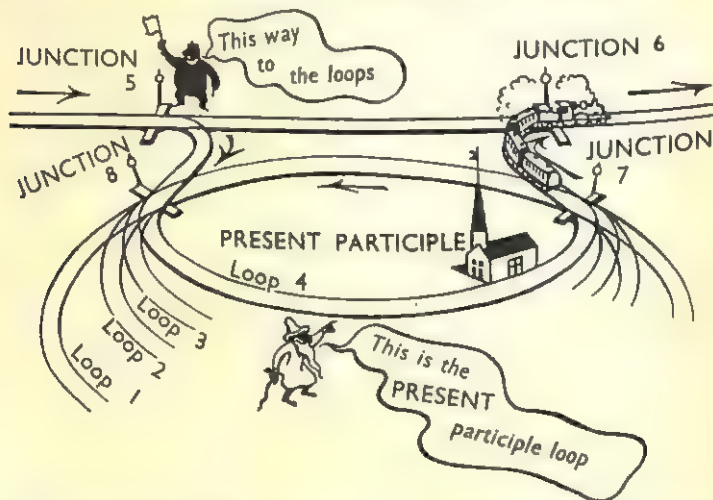 JUNCTION
5
This way
to
the loops
JUNCTION 6
JUNCTION
8
JUNCTION
7
PRESENT PARTICIPLE
Loop 4
Loop 3
Loop 2
Loop 1
This is the
PRESENT
participle loop